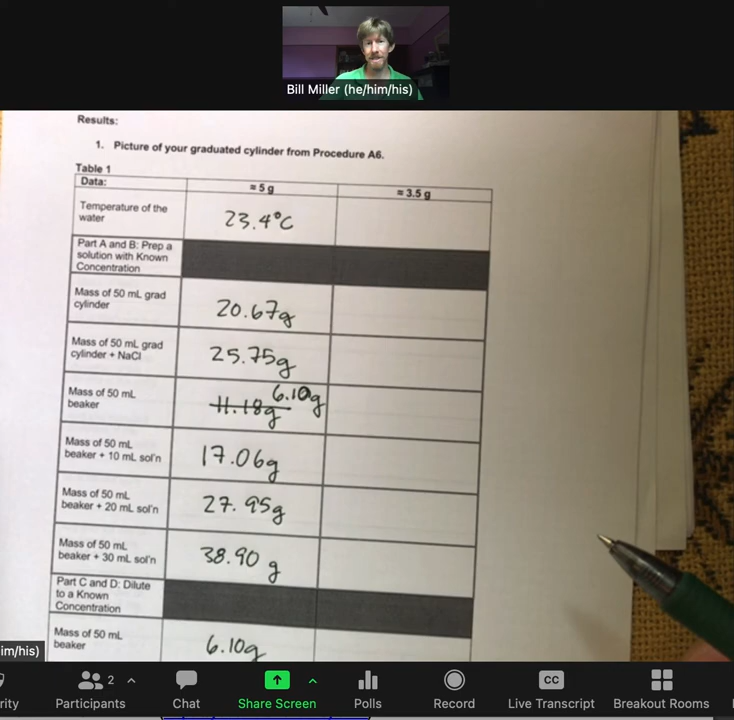 Bill Miller (he/him/his)
Results:
1. Picture of your graduated cylinder from Procedure A6.
Table 1
Data: ≈ 5 g ≈ 3.5 g
Temperature of the
water
23.4°C
Part A and B: Prep a
solution with Known
Concentration
Mass of 50 mL grad
cylinder
20.67g
Mass of 50 mL grad
cylinder + NaCl
25.75g
Mass of 50 mL
beaker
11.18g 6.10g
Mass of 50 mL
beaker + 10 mL sol'n
17.06g
Mass of 50 mL
beaker + 20 mL sol'n
27.95g
Mass of 50 mL
beaker + 30 mL sol'n
38.90 g
Part C and D: Dilute
to a Known
Concentration
Mass of 50 mL
beaker
6.10g
im/his)
2
rity Participants Chat Share Screen Polls Record Live Transcript Breakout Rooms
CC